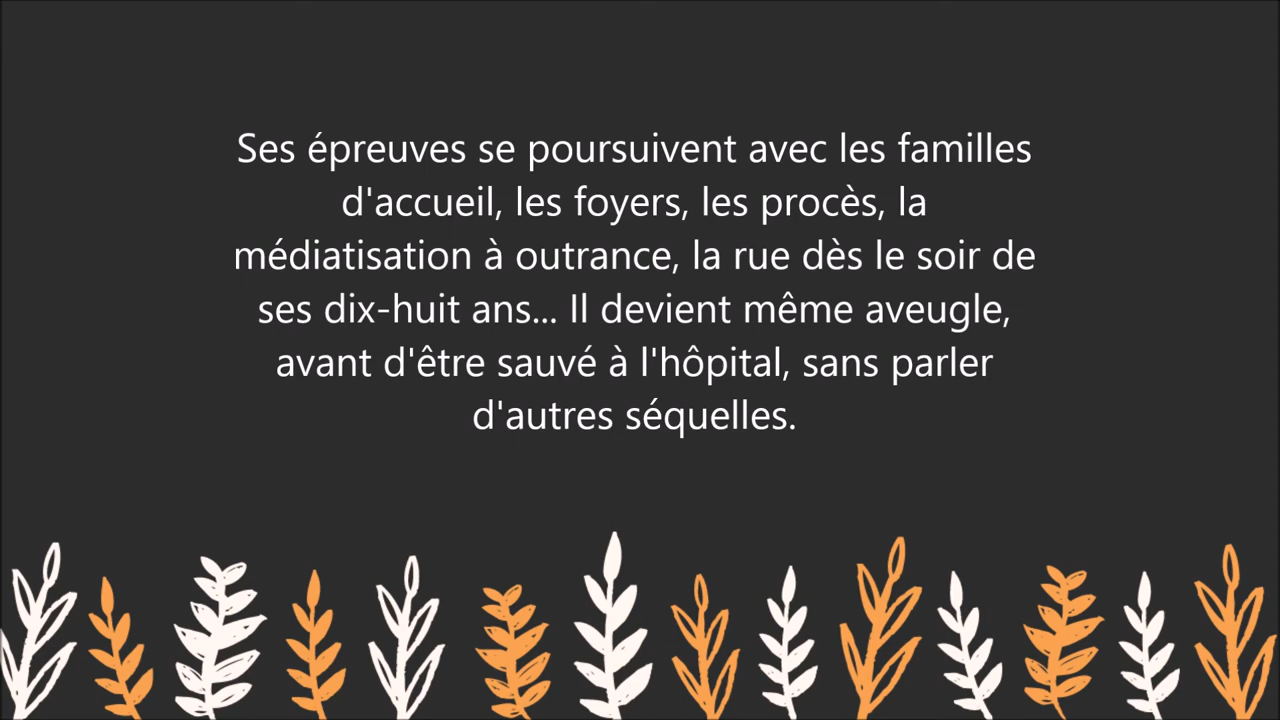 Ses épreuves se poursuivent avec les familles
d'accueil, les foyers, les procès, la
médiatisation à outrance, la rue dès le soir de
ses dix-huit ans... Il devient même aveugle,
avant d'être sauvé à l'hôpital, sans parler
d'autres séquelles.